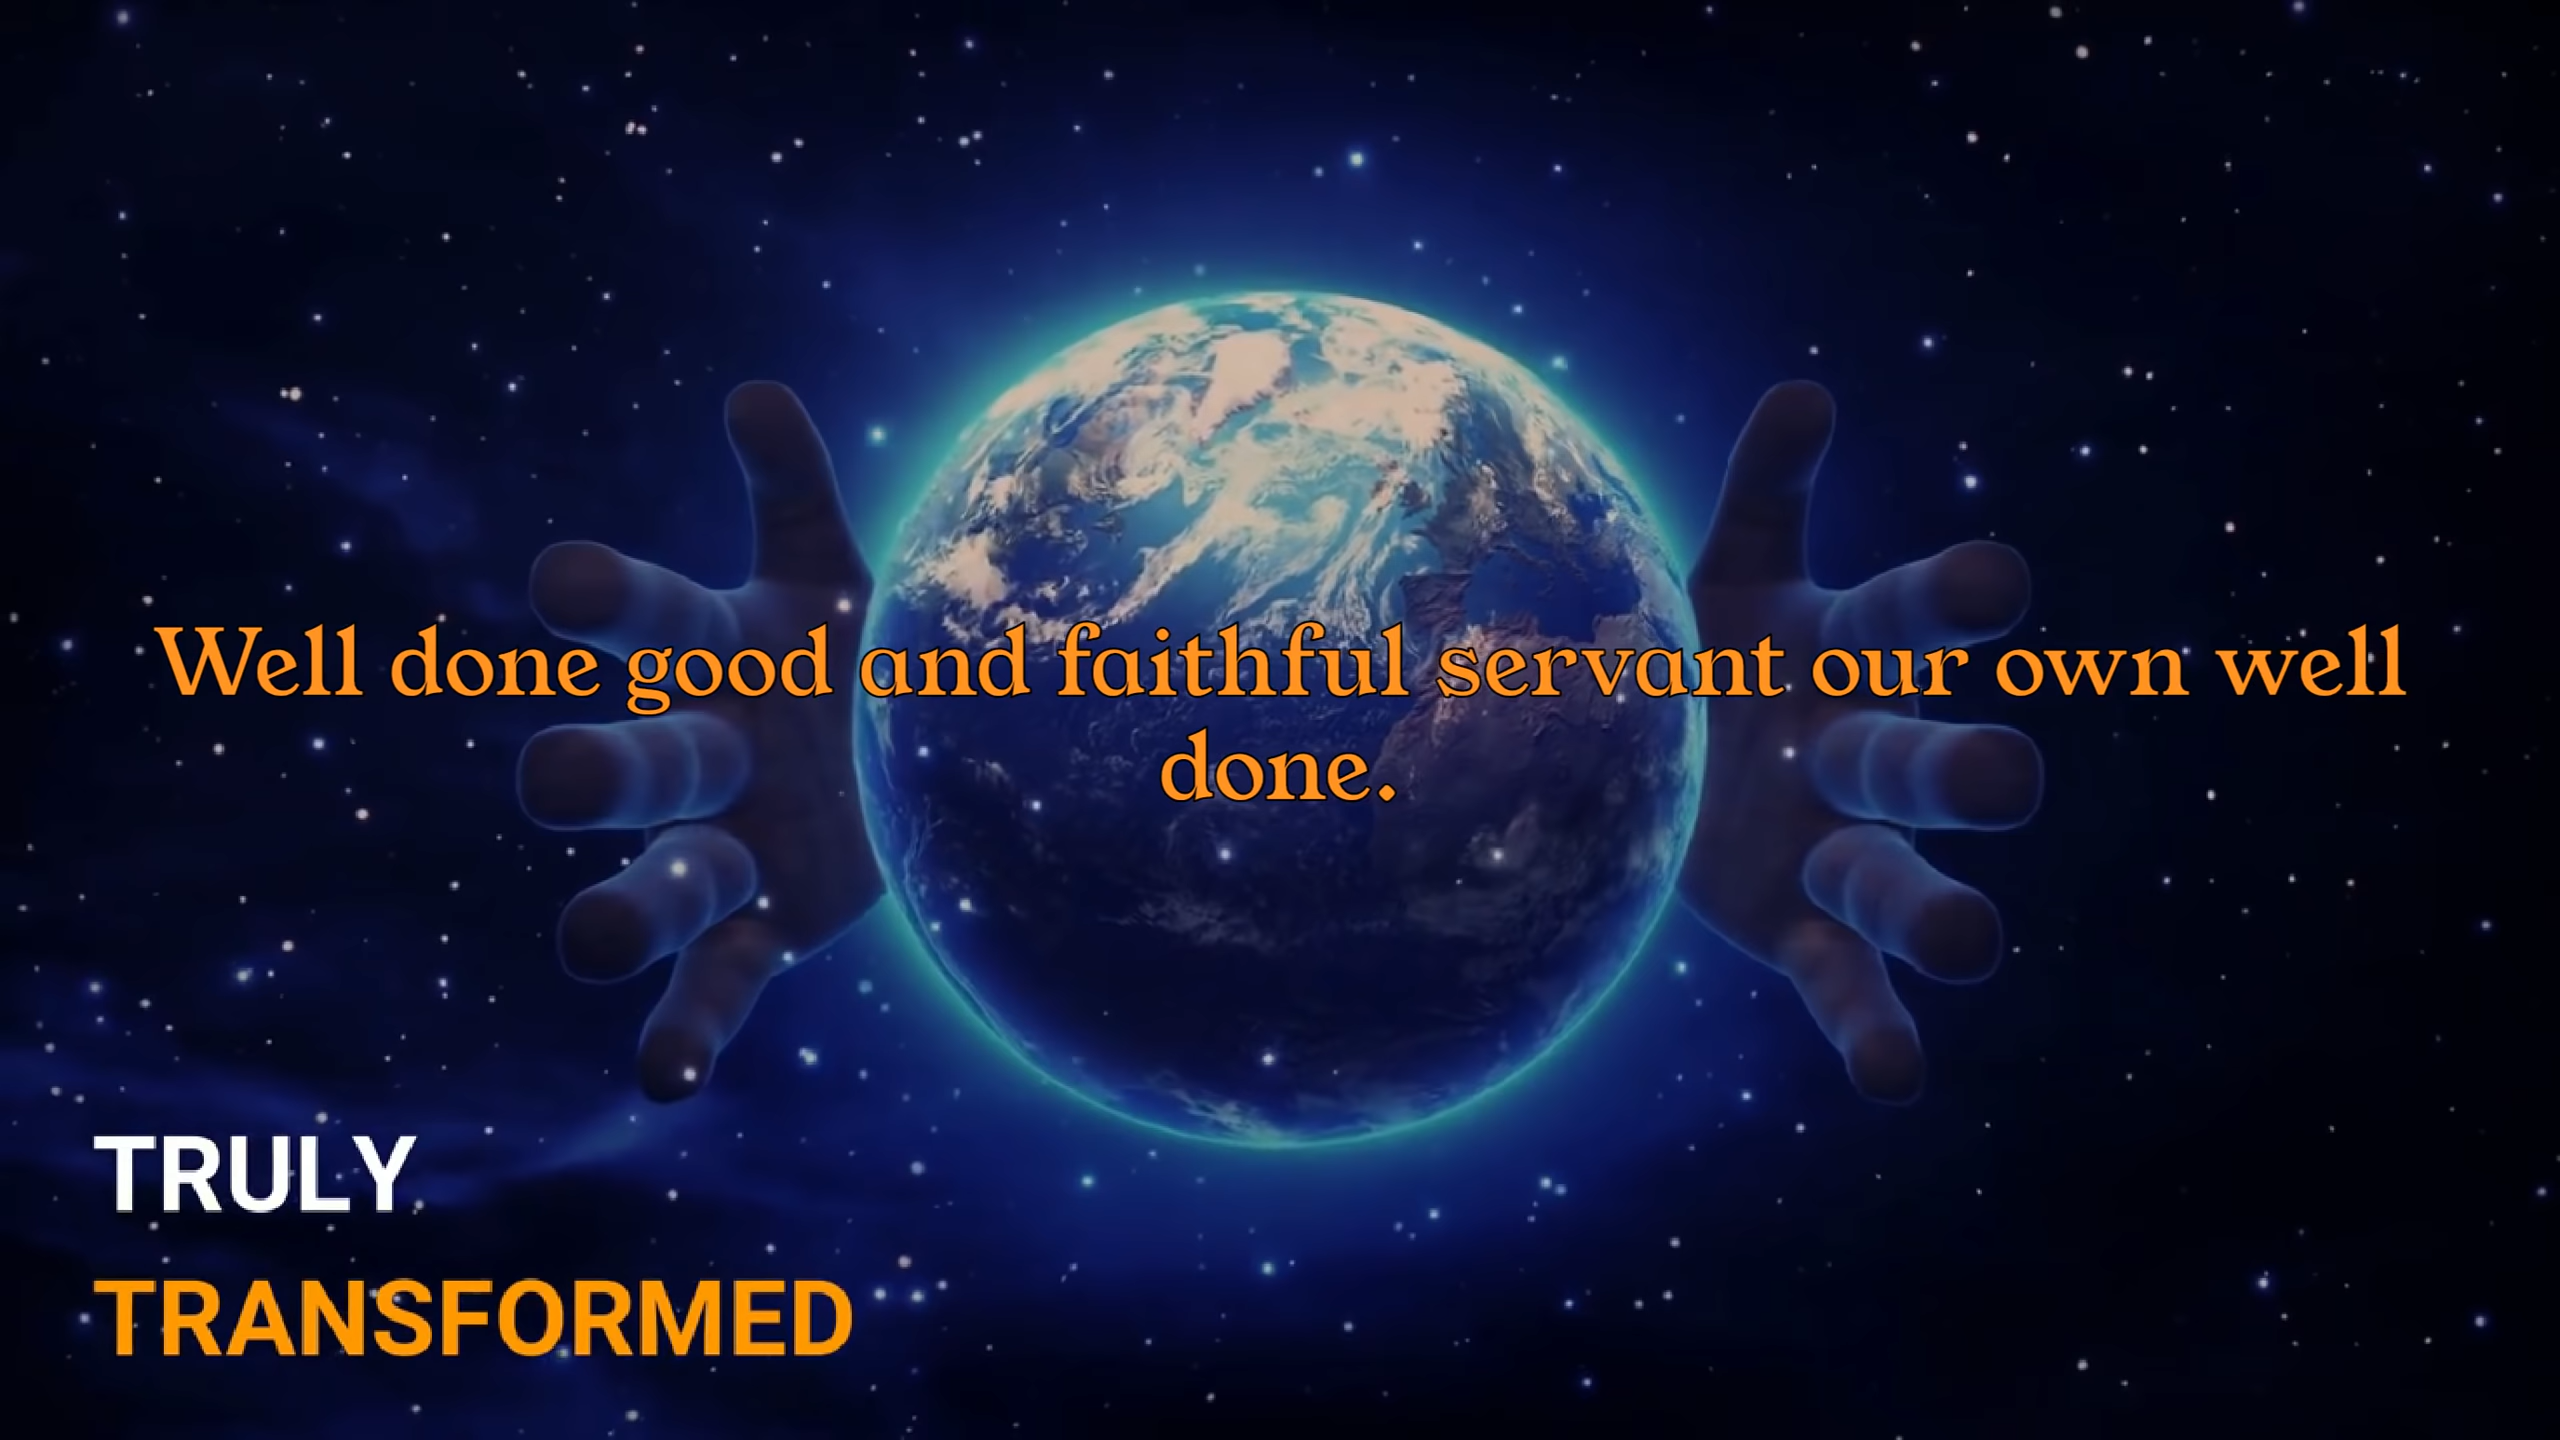 Well done good and faithful servant our own well
done.
TRULY
TRANSFORMED